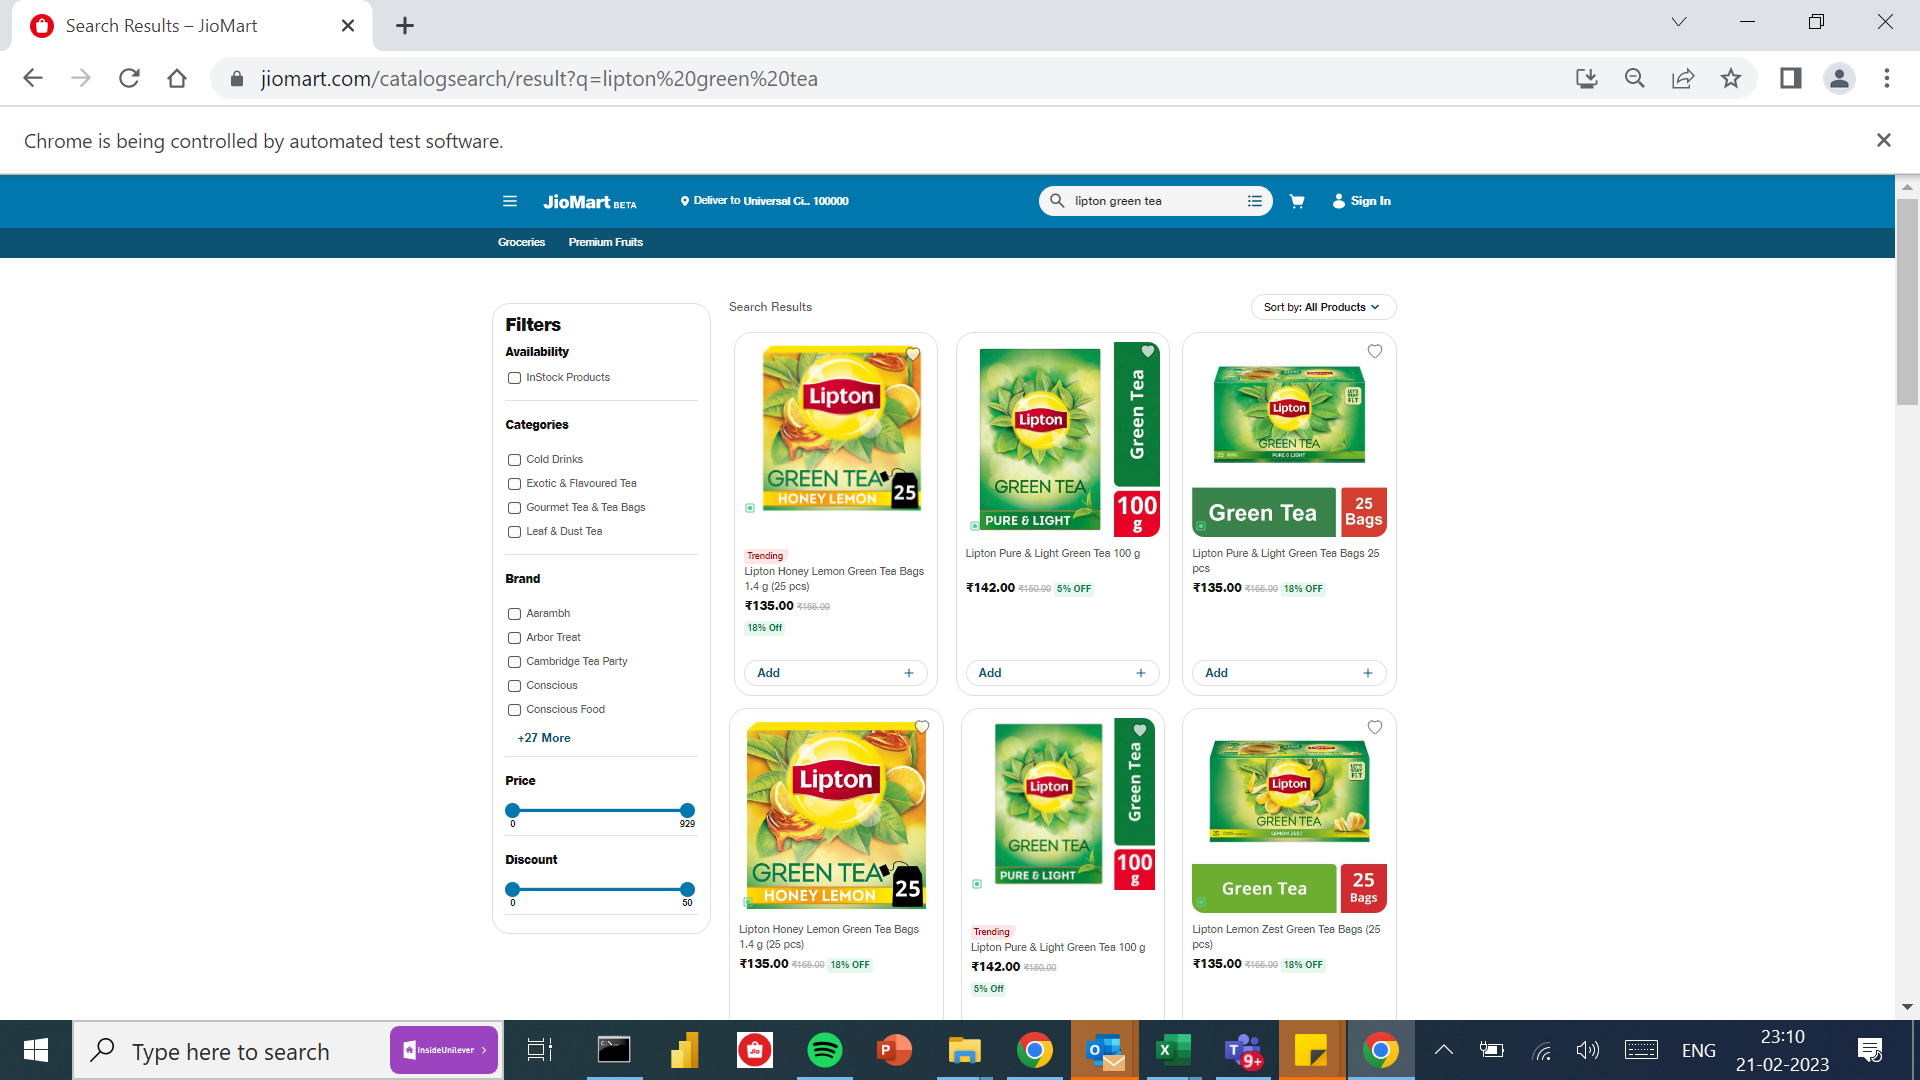 Search Results – JioMart
jiomart.com/catalogsearch/result?q=lipton%20green%20tea
Chrome is being controlled by automated test software.
JioMart BETA
Deliver to Universal Ci... 100000
lipton green tea
Sign In
Groceries
Premium Fruits
Filters
Availability
InStock Products
Categories
Cold Drinks
Exotic & Flavoured Tea
Gourmet Tea & Tea Bags
Leaf & Dust Tea
Brand
Aarambh
Arbor Treat
Cambridge Tea Party
Conscious
Conscious Food
+27 More
Price
0
929
Discount
0
50
Search Results
Sort by: All Products
Lipton
GREEN TEA
HONEY LEMON
25
Trending
Lipton Honey Lemon Green Tea Bags
1.4 g (25 pcs)
₹135.00 ₹165.00
18% Off
Add +
Lipton
GREEN TEA
PURE & LIGHT
Green Tea
100
g
Lipton Pure & Light Green Tea 100 g
₹142.00 ₹150.00 5% OFF
Add +
LET'S
STAY
FIT
Lipton
GREEN TEA
PURE & LIGHT
25
Green Tea
25
Bags
Lipton Pure & Light Green Tea Bags 25
pcs
₹135.00 ₹165.00 18% OFF
Add +
Lipton
GREEN TEA
HONEY LEMON
25
Lipton Honey Lemon Green Tea Bags
1.4 g (25 pcs)
₹135.00 ₹165.00 18% OFF
Lipton
GREEN TEA
PURE & LIGHT
Green Tea
100
g
Trending
Lipton Pure & Light Green Tea 100 g
₹142.00 ₹150.00
5% Off
LET'S
STAY
FIT
Lipton
GREEN TEA
LEMON ZEST
25
Green Tea
25
Bags
Lipton Lemon Zest Green Tea Bags (25
pcs)
₹135.00 ₹165.00 18% OFF
Type here to search
InsideUnilever
Jio
P
O
X
T
9+
ENG
23:10
21-02-2023